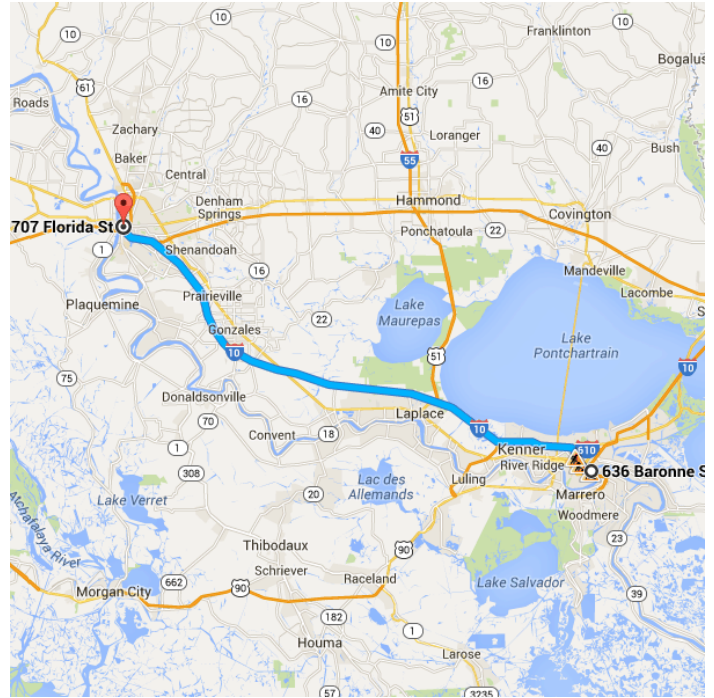 10
10
10
25
Franklinton
Bogalus
Roads
61
16
Amite City
16
Zachary
51
40
Loranger
Baker
40
Bush
Central
55
Denham
Springs
Hammond
Covington
707 Florida St
1
Ponchatoula
22
Shenandoah
16
Mandeville
Lacombe
Plaquemine
Prairieville
Lake
Maurepas
22
Gonzales
Lake
Pontchartrain
10
51
10
75
Donaldsonville
Laplace
70
10
Convent
18
1
Kenner
610
308
River Ridge
636 Baronne S
Luling
Lac des
Allemands
Marrero
Lake Verret
20
Woodmere
Atchafalaya River
23
Thibodaux
90
Lake Salvador
662
90
Schriever
Raceland
Morgan City
39
182
Houma
1
Larose
57
3235